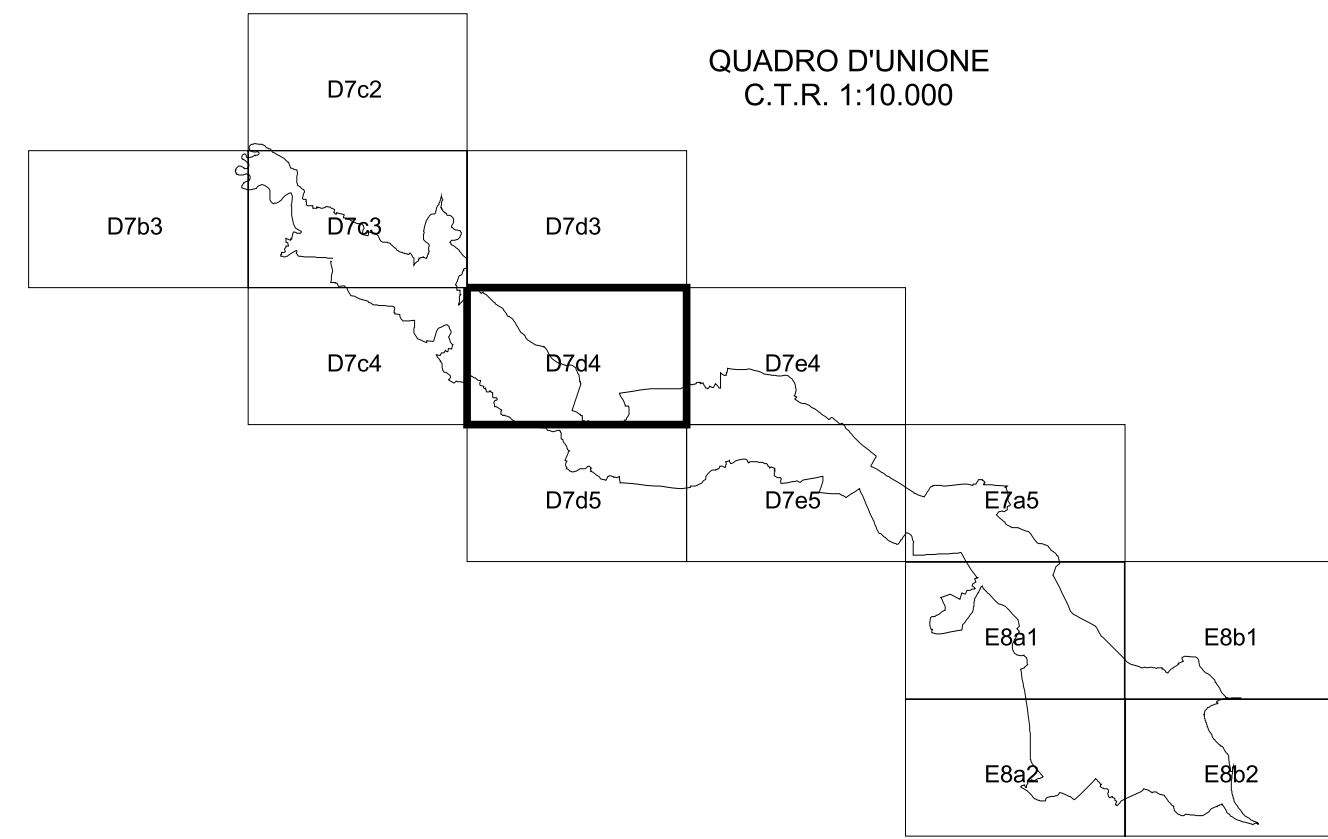 QUADRO D'UNIONE
C.T.R. 1:10.000
D7c2
D7b3
D7c3
D7d3
D7c4
D7d4
D7e4
D7d5
D7e5
E7a5
E8a1
E8b1
E8a2
E8b2